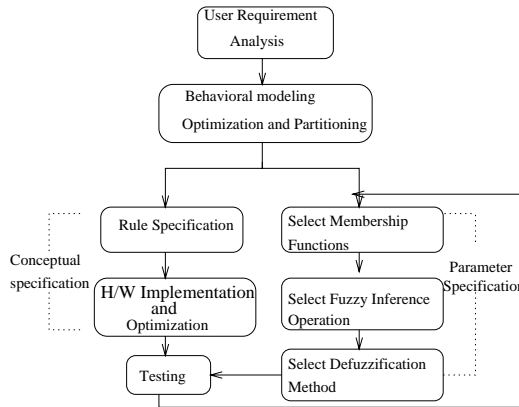 User Requirement
Analysis
Behavioral modeling
Optimization and Partitioning
Rule Specification
Select Membership
Functions
Conceptual
specification
H/W Implementation
and
Optimization
Select Fuzzy Inference
Operation
Parameter
Specification
Testing
Select Defuzzification
Method